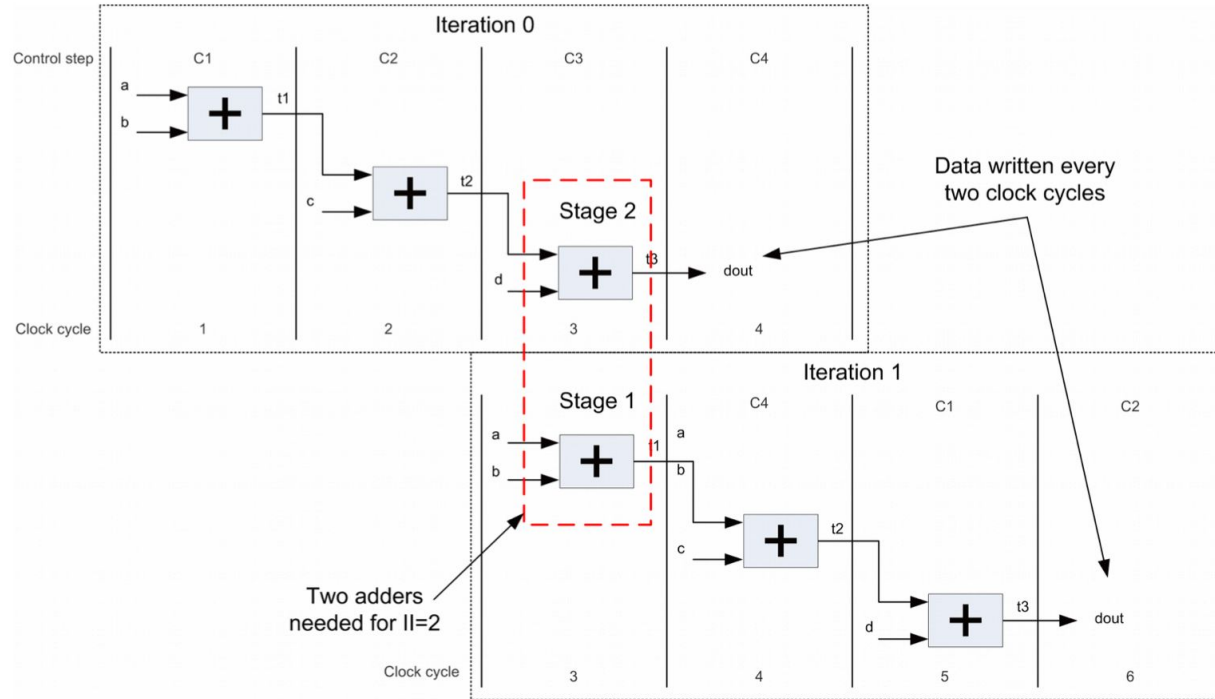 Iteration 0
Control step C1 C2 C3 C4
a
b
t1
c
t2
Stage 2
d
t3
dout
Data written every
two clock cycles
Clock cycle 1 2 3 4
Iteration 1
Stage 1 C4 C1 C2
a
b
t1
a
b
c
t2
d
t3
dout
Two adders
needed for II=2
Clock cycle 3 4 5 6